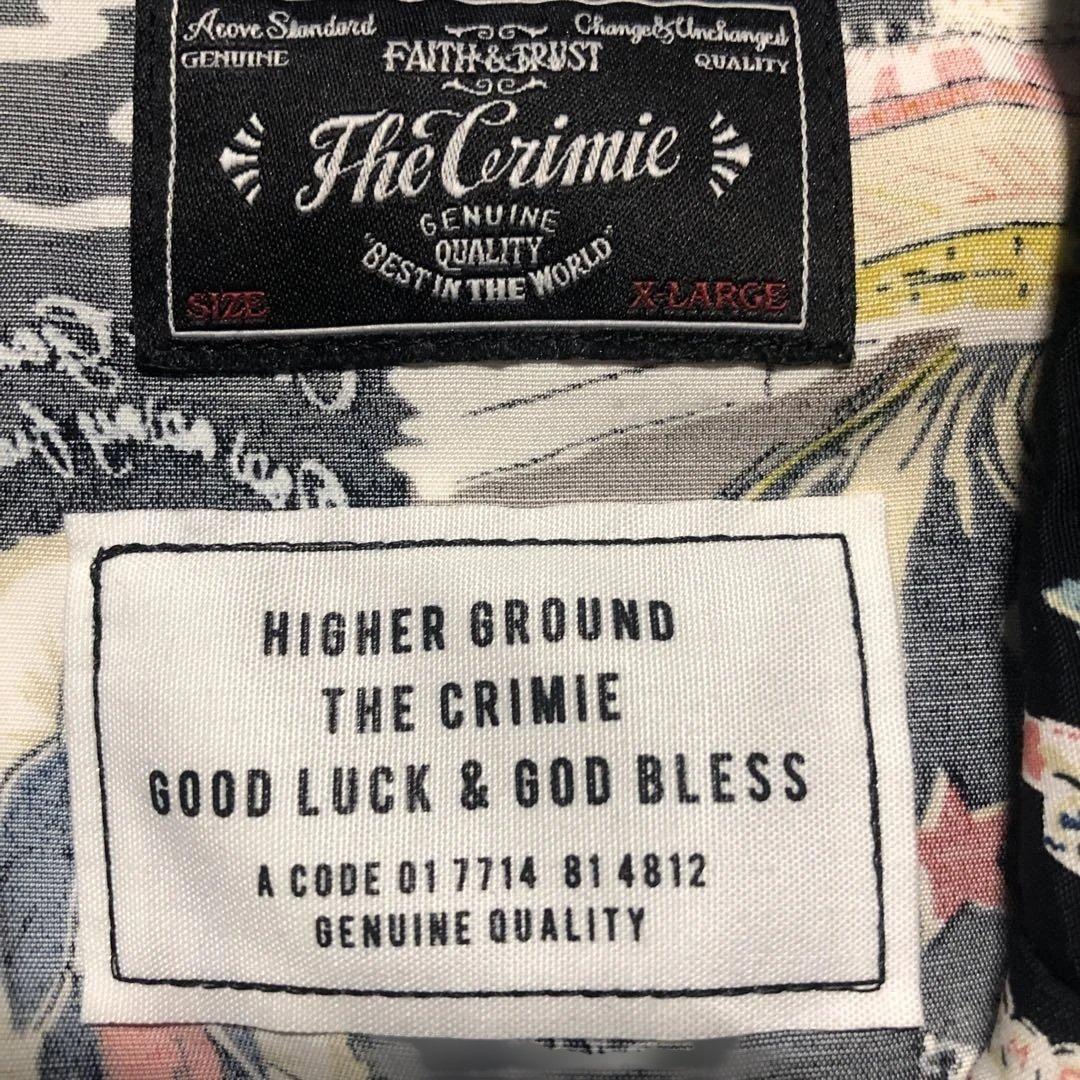 Acove Standard
Change & Unchanged
GENUINE
FAITH & TRUST
QUALITY
The Crimie
GENUINE
QUALITY
"BEST IN THE WORLD"
SIZE
X-LARGE
HIGHER GROUND
THE CRIMIE
GOOD LUCK & GOD BLESS
A CODE 01 7714 81 4812
GENUINE QUALITY